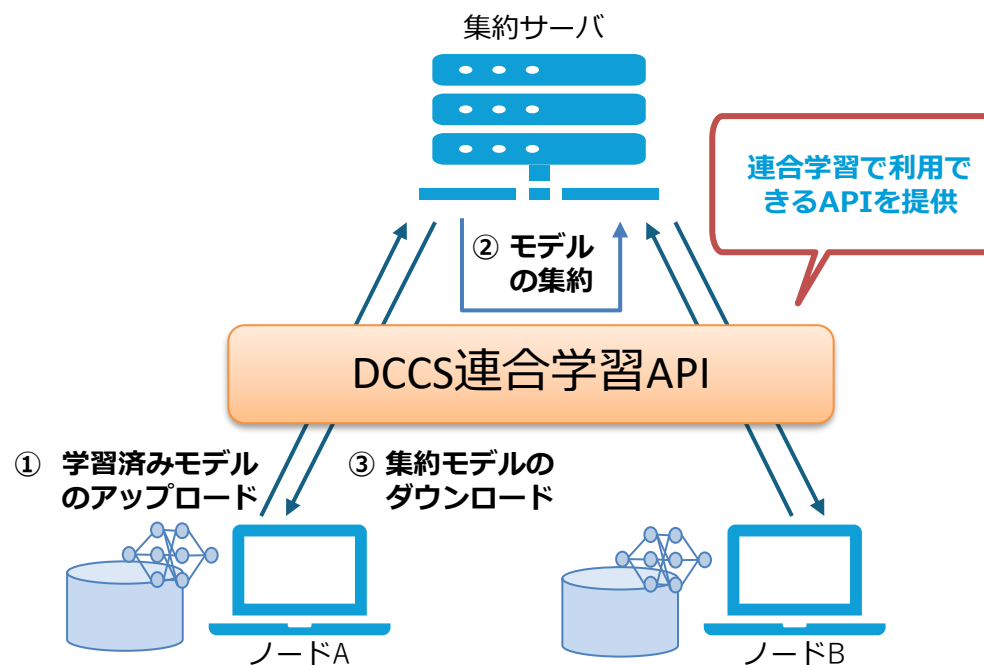 集約サーバ
連合学習で利用で
きるAPIを提供
② モデル
の集約
DCCS連合学習API
① 学習済みモデル
のアップロード
③ 集約モデルの
ダウンロード
ノードA
ノードB